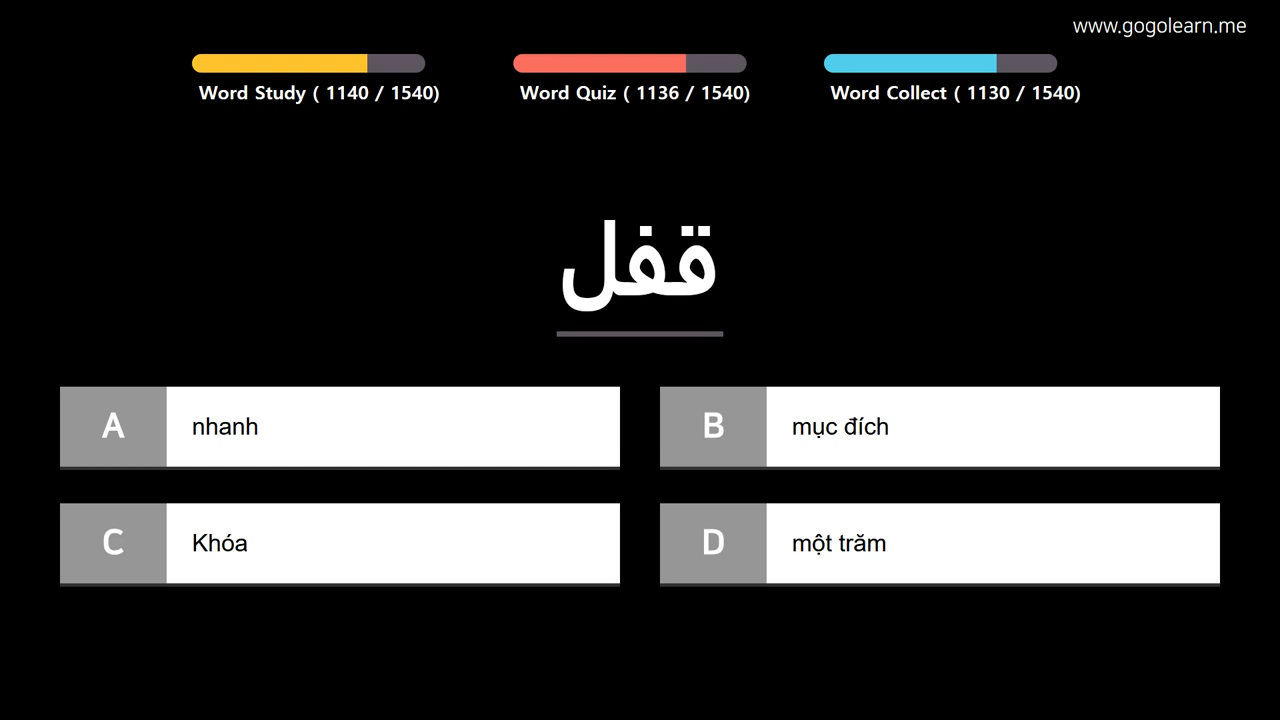 www.gogolearn.me
Word Study ( 1140 / 1540)
Word Quiz ( 1136 / 1540)
Word Collect ( 1130 / 1540)
قفل
A nhanh
B mục đích
C Khóa
D một trăm